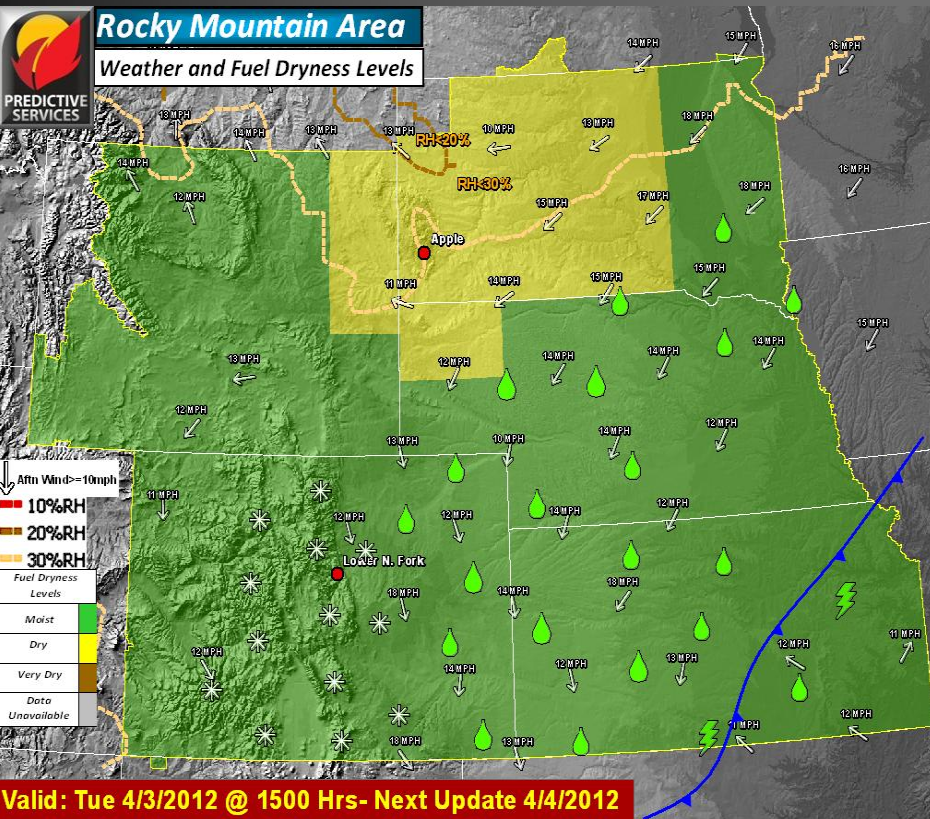 Rocky Mountain Area
Weather and Fuel Dryness Levels
PREDICTIVE
SERVICES
14 MPH
15 MPH
16 MPH
13 MPH
14 MPH
13 MPH
13 MPH
10 MPH
13 MPH
18 MPH
RH<20%
14 MPH
16 MPH
RH<30%
12 MPH
15 MPH
17 MPH
18 MPH
Apple
11 MPH
14 MPH
15 MPH
15 MPH
15 MPH
13 MPH
12 MPH
14 MPH
14 MPH
14 MPH
12 MPH
13 MPH
10 MPH
14 MPH
12 MPH
Aftn Wind>=10mph
10%RH
20%RH
30%RH
11 MPH
12 MPH
12 MPH
14 MPH
12 MPH
Lower N. Fork
Fuel Dryness
Levels
Moist
Dry
Very Dry
Data
Unavailable
18 MPH
14 MPH
18 MPH
12 MPH
14 MPH
12 MPH
13 MPH
12 MPH
11 MPH
18 MPH
13 MPH
12 MPH
Valid: Tue 4/3/2012 @ 1500 Hrs- Next Update 4/4/2012